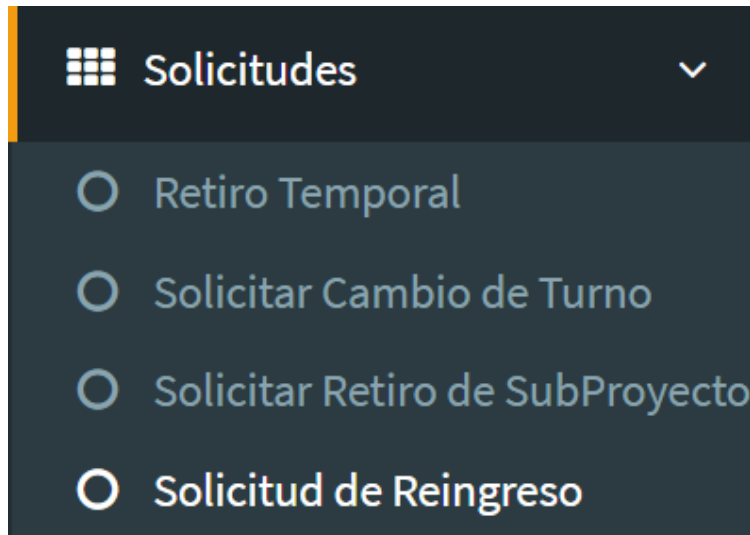 Solicitudes
Retiro Temporal
Solicitar Cambio de Turno
Solicitar Retiro de SubProyecto
Solicitud de Reingreso